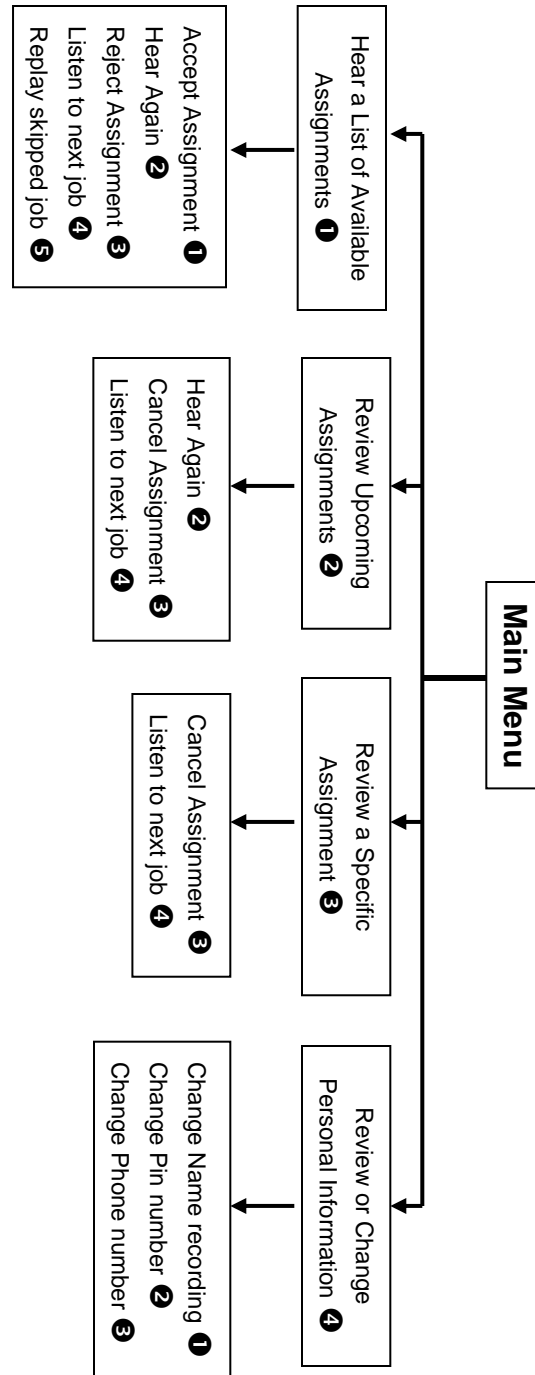 Main Menu
Hear a List of Available
Assignments ❶
Accept Assignment ❶
Hear Again ❷
Reject Assignment ❸
Listen to next job ❹
Replay skipped job ❺
Review Upcoming
Assignments ❷
Hear Again ❷
Cancel Assignment ❸
Listen to next job ❹
Review a Specific
Assignment ❸
Cancel Assignment ❸
Listen to next job ❹
Review or Change
Personal Information ❹
Change Name recording ❶
Change Pin number ❷
Change Phone number ❸